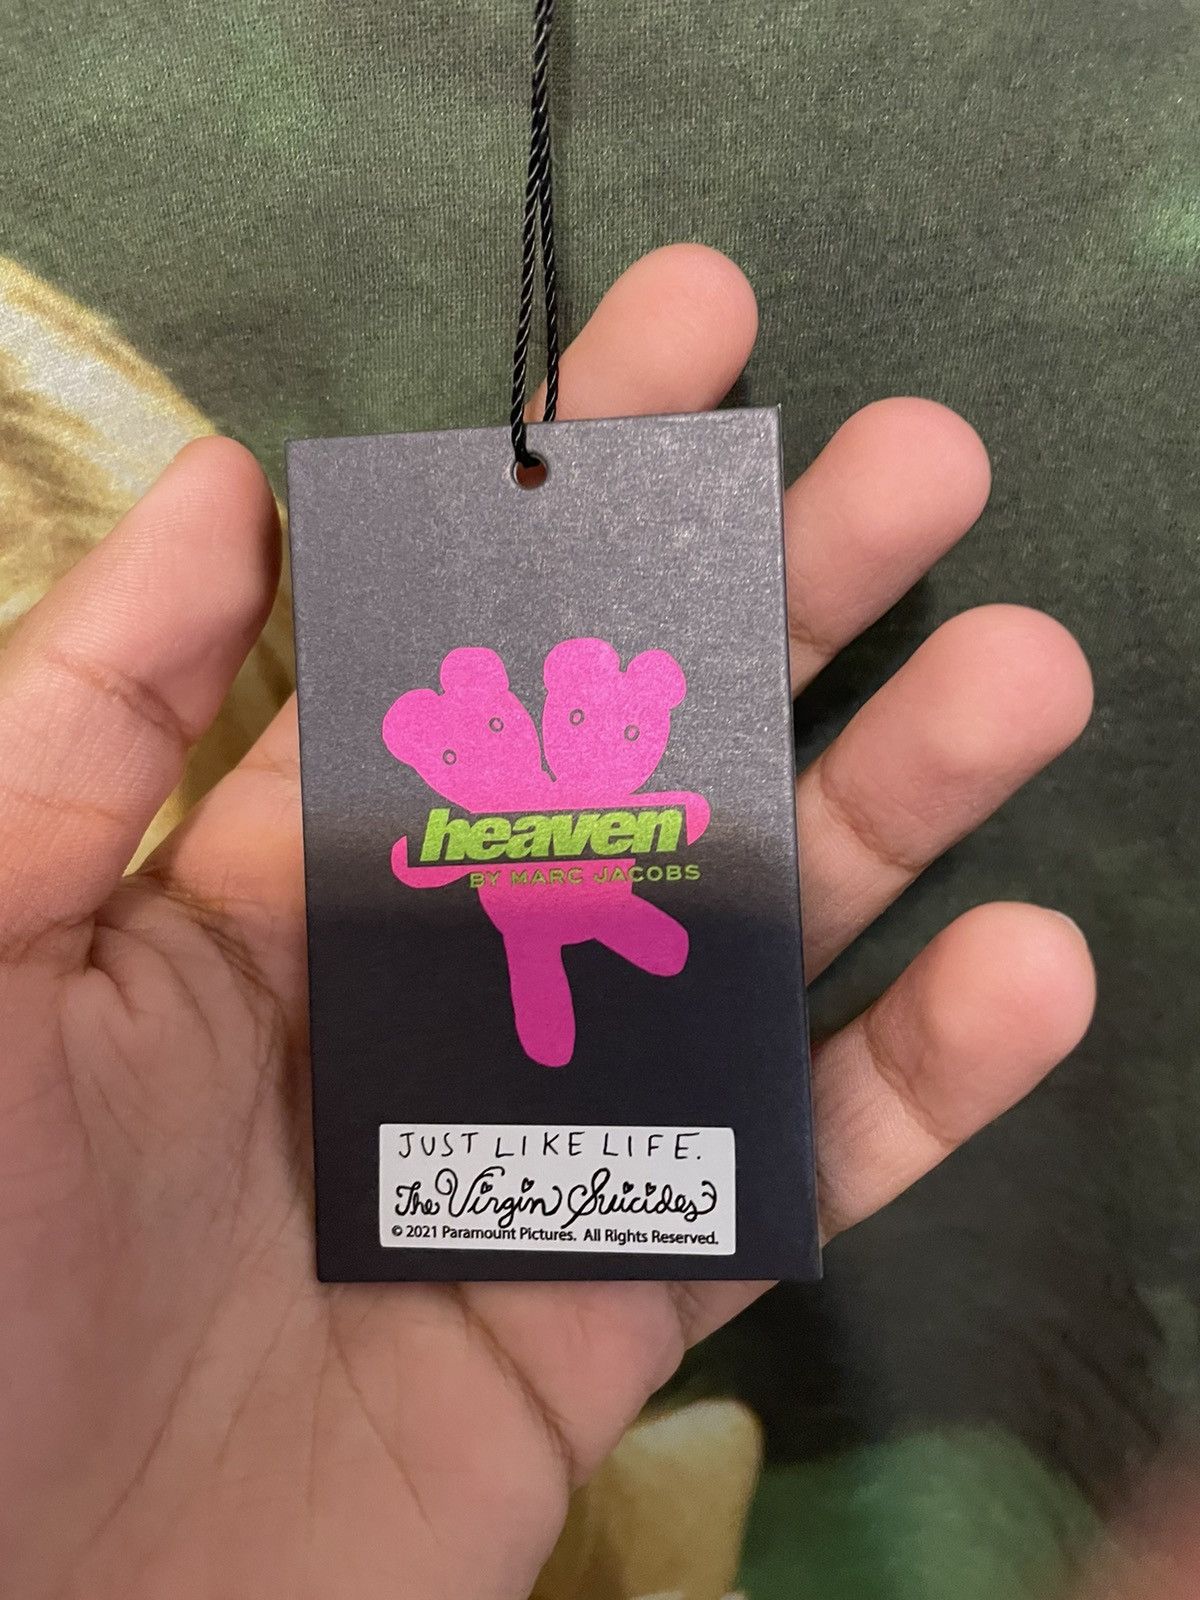 heaven
BY MARC JACOBS
JUST LIKE LIFE.
The Virgin Suicides
© 2021 Paramount Pictures. All Rights Reserved.